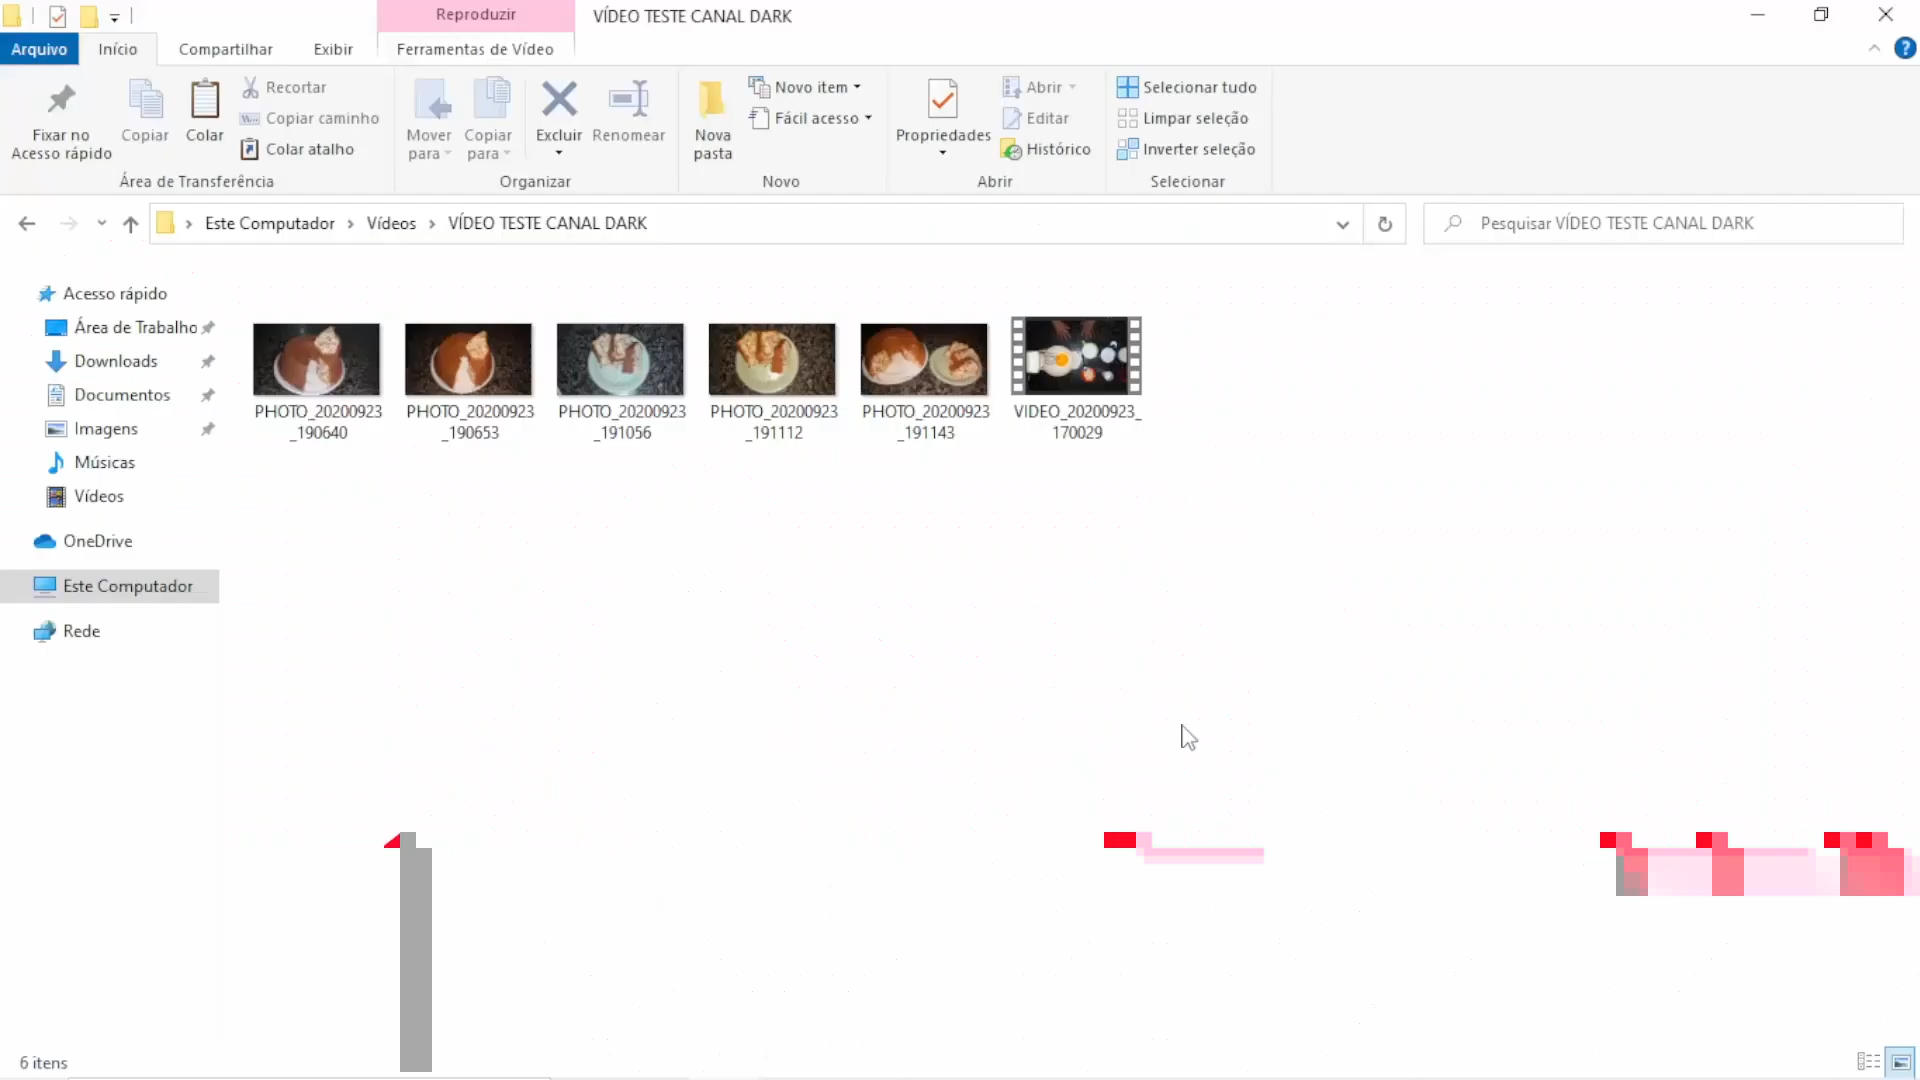 Reproduzir
VÍDEO TESTE CANAL DARK
Arquivo
Início
Compartilhar
Exibir
Ferramentas de Vídeo
Fixar no
Acesso rápido
Copiar
Colar
Recortar
Copiar caminho
Colar atalho
Área de Transferência
Mover
para
Copiar
para
Excluir
Renomear
Organizar
Nova
pasta
Novo item
Fácil acesso
Novo
Propriedades
Abrir
Editar
Histórico
Abrir
Selecionar tudo
Limpar seleção
Inverter seleção
Selecionar
Este Computador > Vídeos > VÍDEO TESTE CANAL DARK
Pesquisar VÍDEO TESTE CANAL DARK
Acesso rápido
Área de Trabalho
Downloads
Documentos
Imagens
Músicas
Vídeos
OneDrive
Este Computador
Rede
PHOTO_20200923
_190640
PHOTO_20200923
_190653
PHOTO_20200923
_191056
PHOTO_20200923
_191112
PHOTO_20200923
_191143
VIDEO_20200923_
170029
6 itens